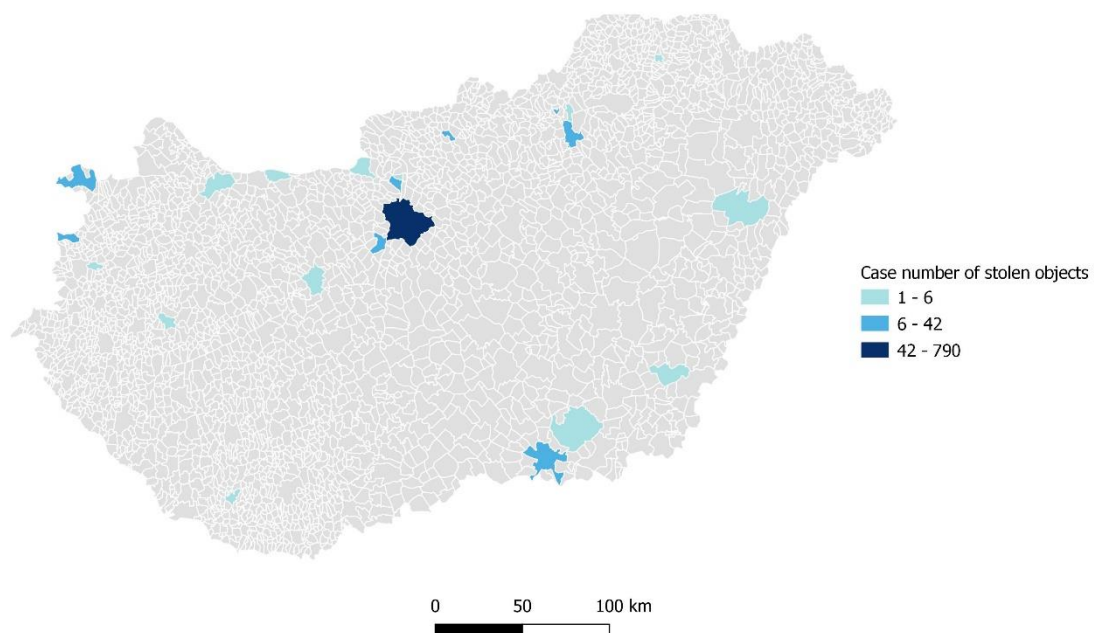 Case number of stolen objects
1 - 6
6 - 42
42 - 790
0 50 100 km